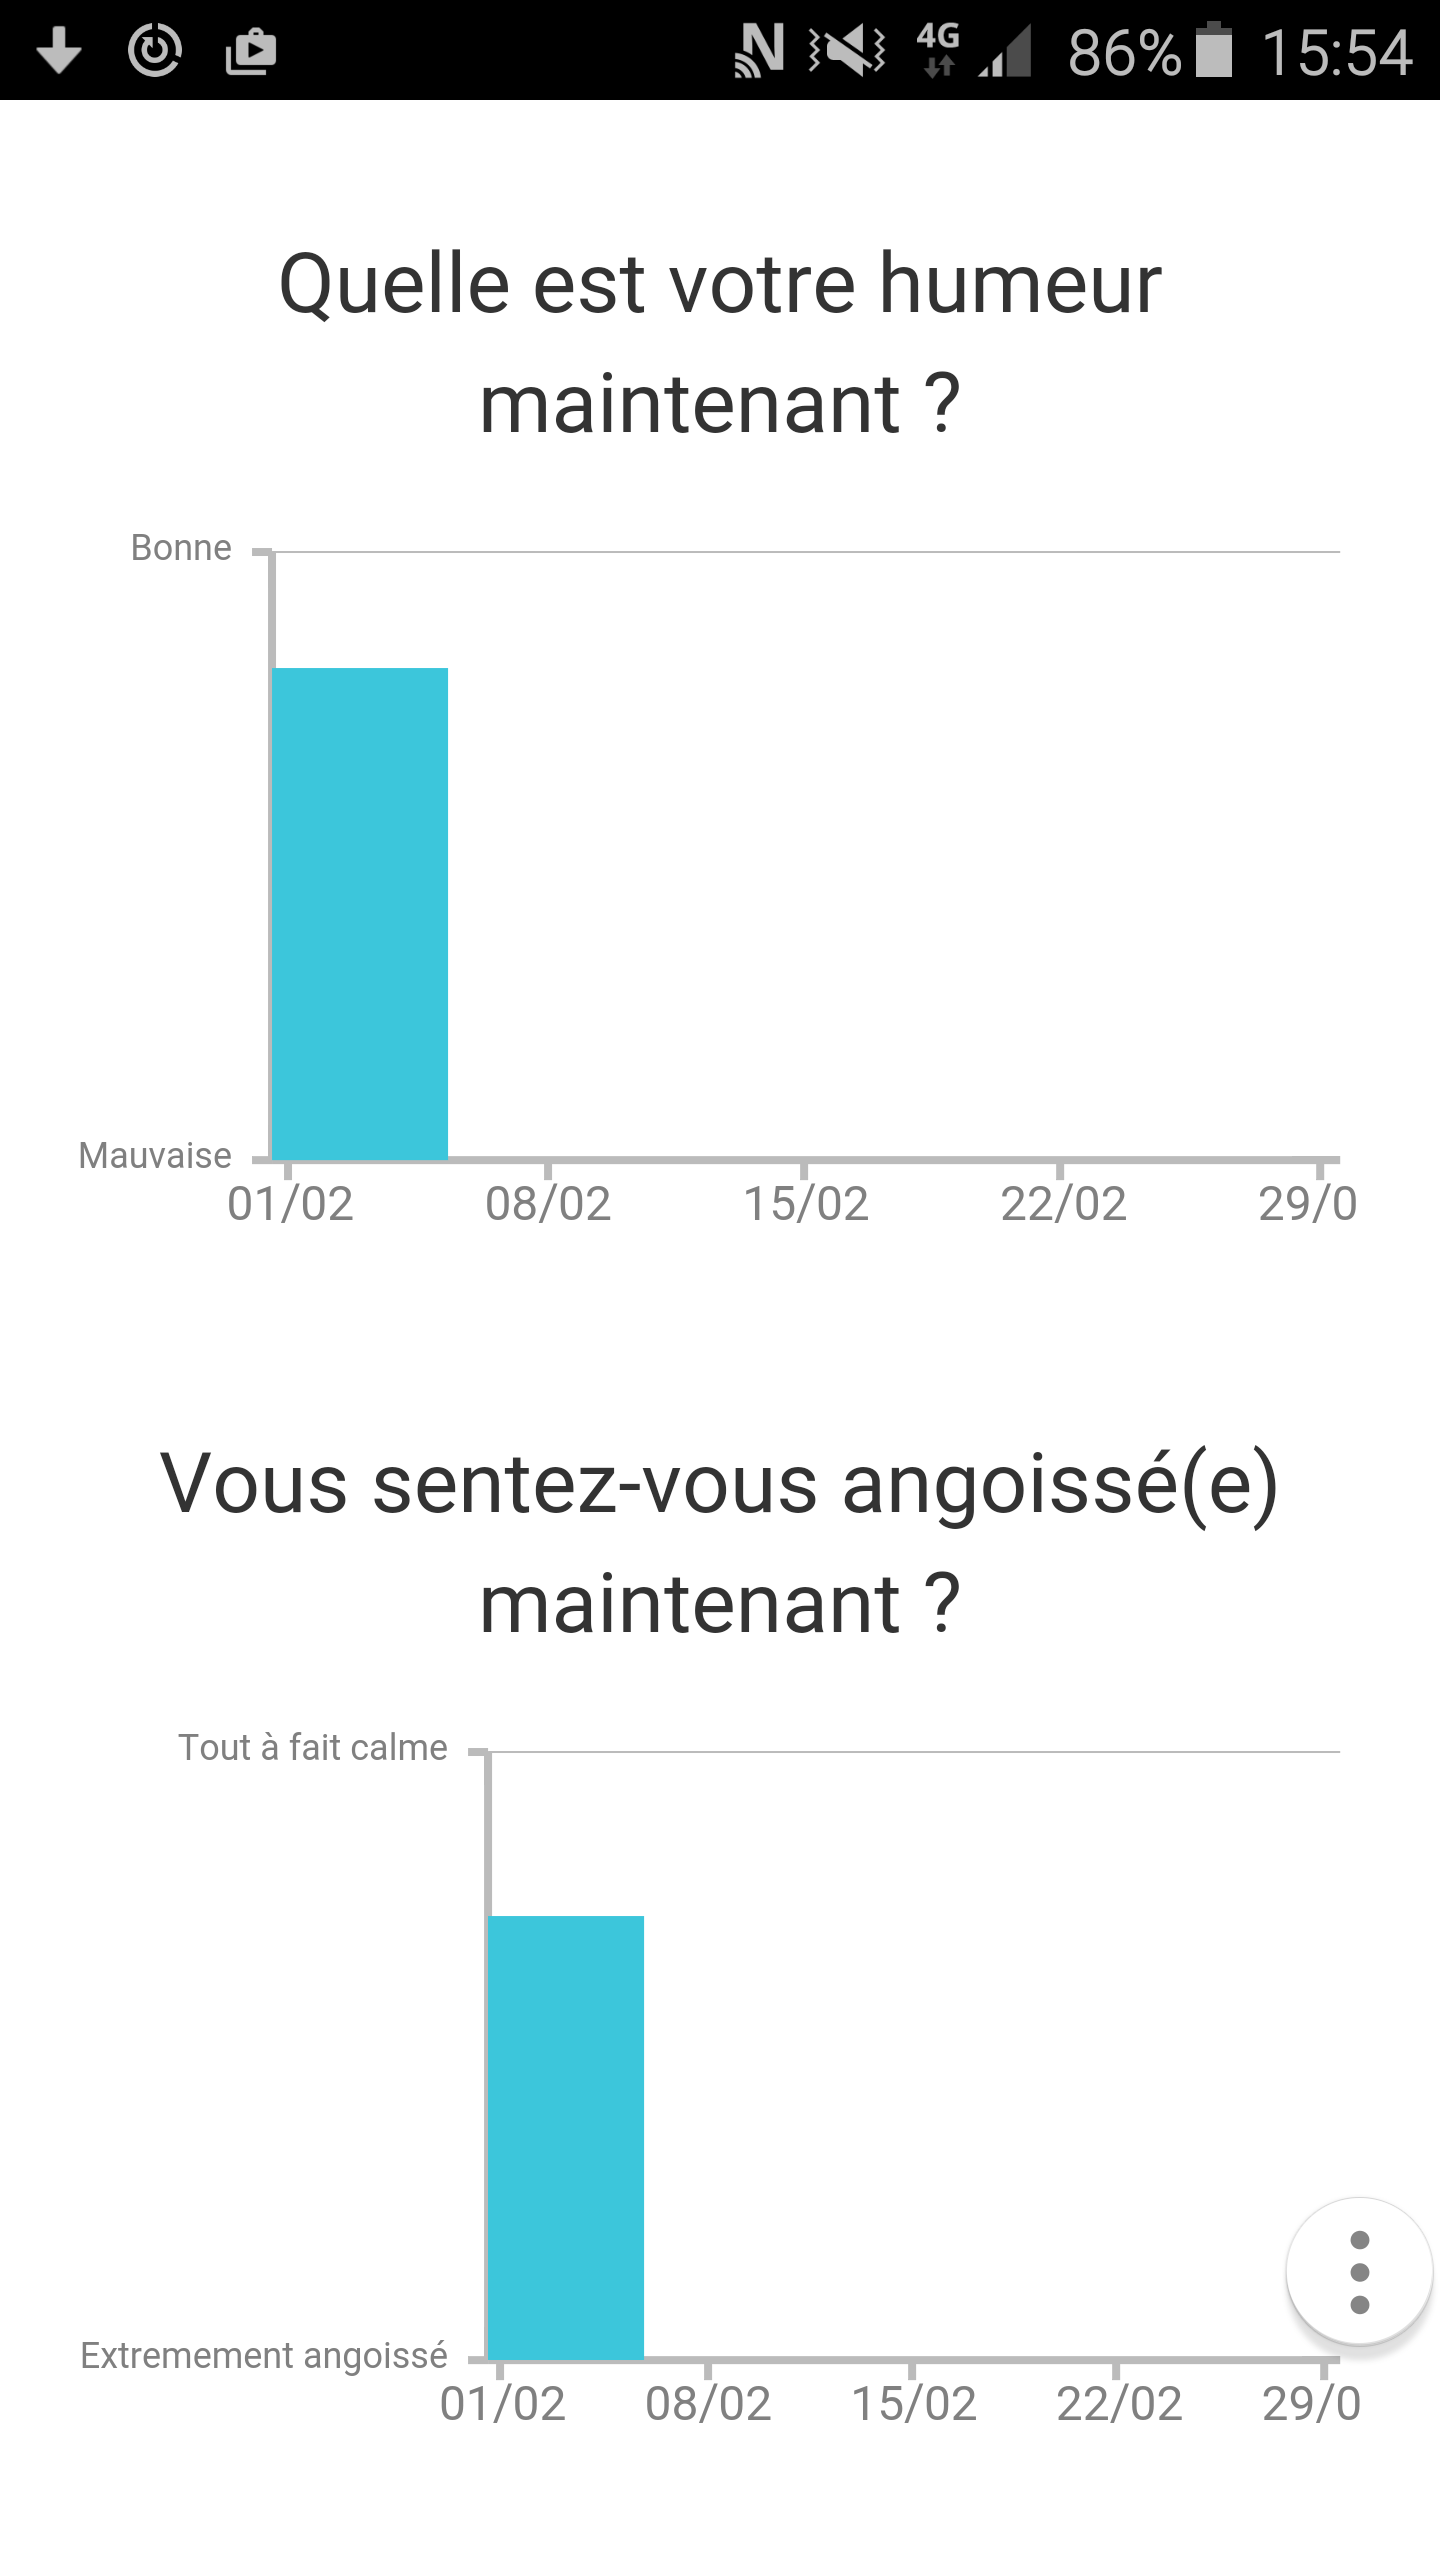 4G 86% 15:54
Quelle est votre humeur
maintenant ?
Bonne
Mauvaise
01/02 08/02 15/02 22/02 29/0
Vous sentez-vous angoissé(e)
maintenant ?
Tout à fait calme
Extremement angoissé
01/02 08/02 15/02 22/02 29/0